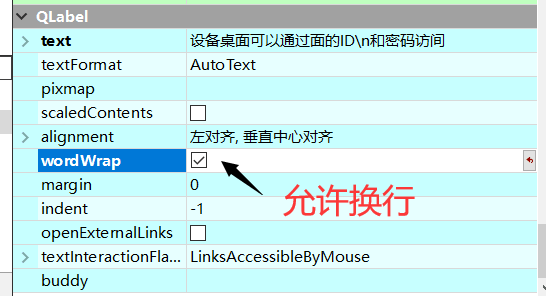 QLabel
text 设备桌面可以通过面的ID\n和密码访问
textFormat AutoText
pixmap
scaledContents
alignment 左对齐, 垂直中心对齐
wordWrap
margin 0
允许换行
indent -1
openExternalLinks
textInteractionFla... LinksAccessibleByMouse
buddy